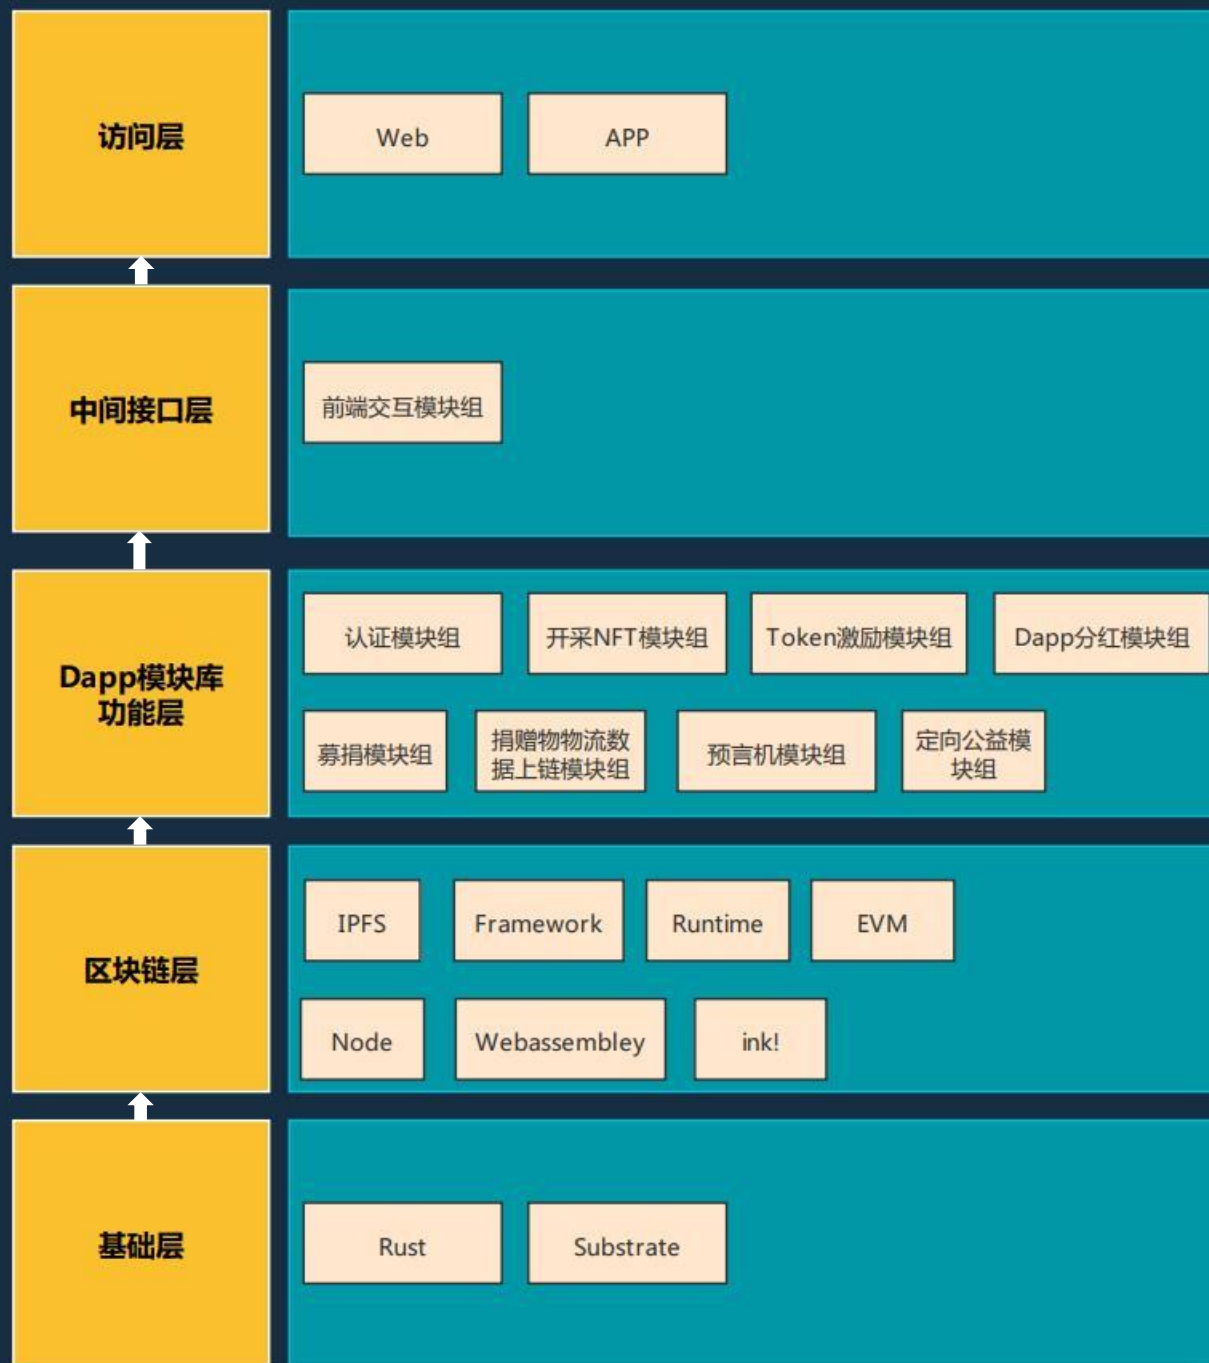 访问层
Web
APP
中间接口层
前端交互模块组
Dapp模块库
功能层
认证模块组
开采NFT模块组
Token激励模块组
Dapp分红模块组
募捐模块组
捐赠物物流数
据上链模块组
预言机模块组
定向公益模
块组
区块链层
IPFS
Framework
Runtime
EVM
Node
Webassembley
ink!
基础层
Rust
Substrate